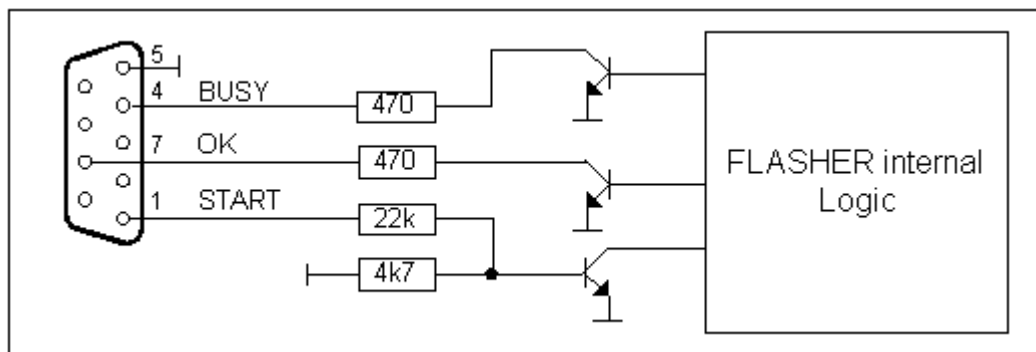 5
4 BUSY 470
7 OK 470
FLASHER internal
Logic
1 START 22k
4k7